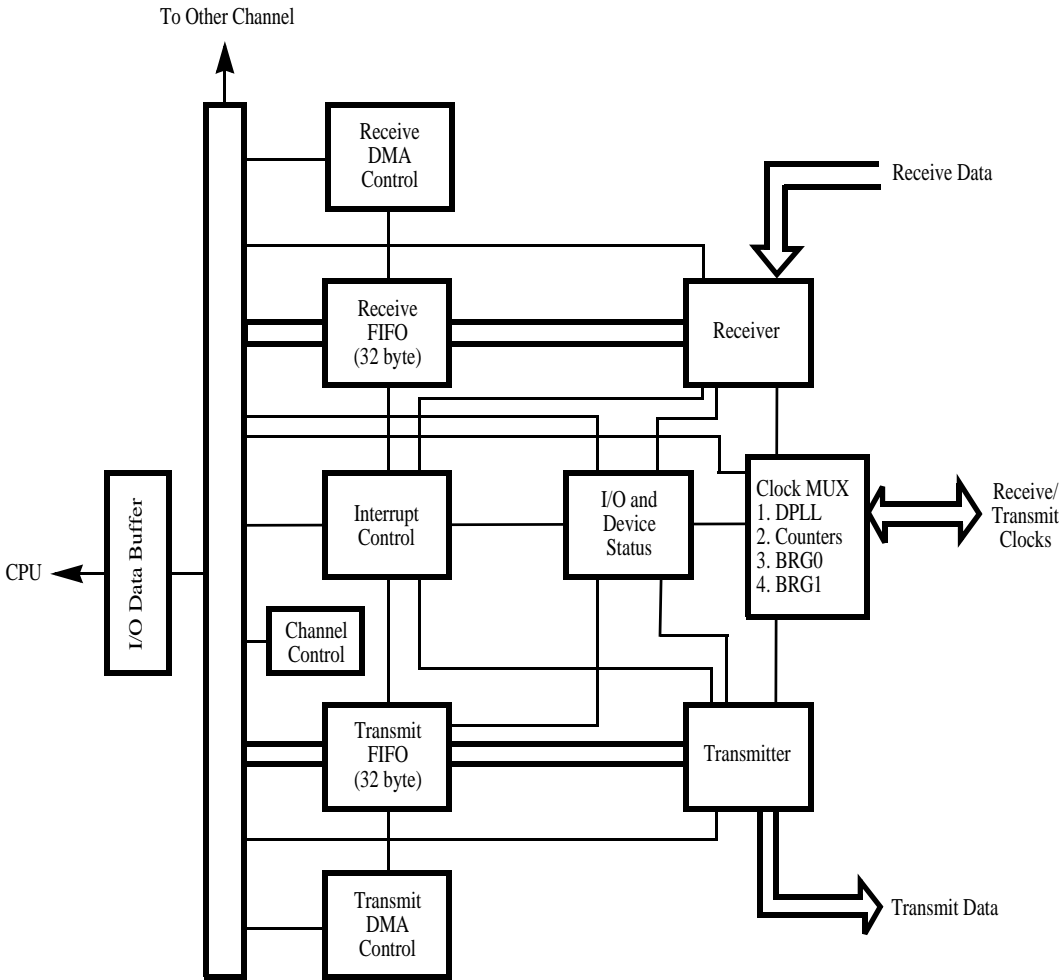 To Other Channel
Receive
DMA
Control
Receive Data
Receive
FIFO
(32 byte)
Receiver
I/O Data Buffer
CPU
Interrupt
Control
I/O and
Device
Status
Clock MUX
1. DPLL
2. Counters
3. BRG0
4. BRG1
Receive/
Transmit
Clocks
Channel
Control
Transmit
FIFO
(32 byte)
Transmitter
Transmit
DMA
Control
Transmit Data